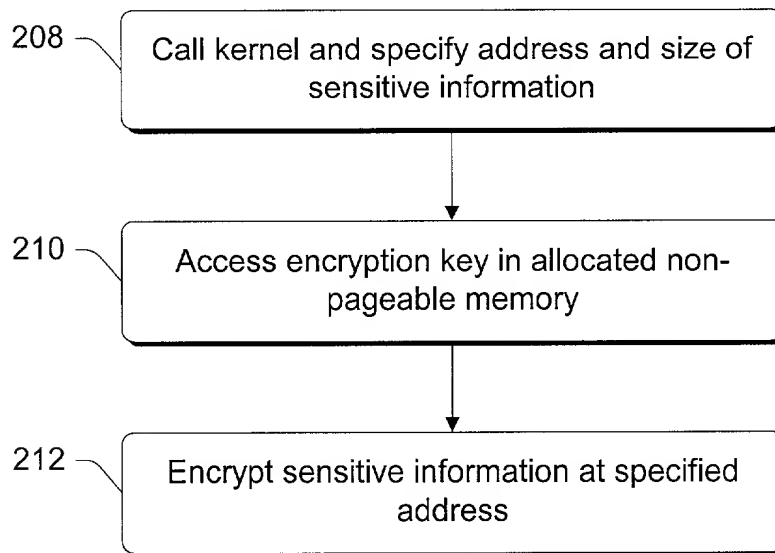 208
Call kernel and specify address and size of
sensitive information
210
Access encryption key in allocated non-
pageable memory
212
Encrypt sensitive information at specified
address